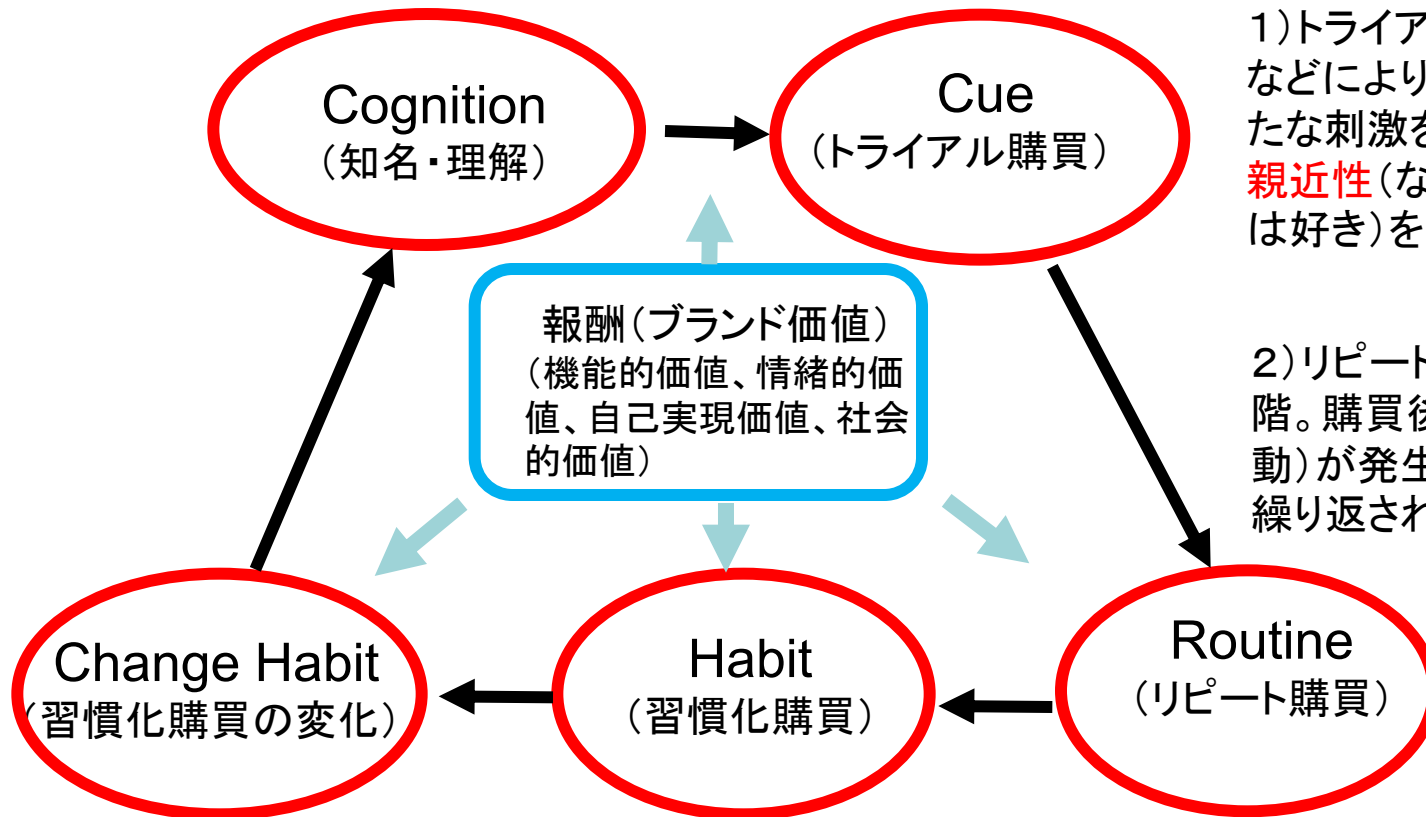 Cognition
（知名・理解）
Cue
（トライアル購買）
報酬（ブランド価値）
（機能的価値、情緒的価
値、自己実現価値、社会
的価値）
Change Habit
（習慣化購買の変化）
Habit
（習慣化購買）
Routine
（リピート購買）
１）トライア
などにより
たな刺激を
親近性（な
は好き）を
２）リピート
階。購買後
動）が発生
繰り返され